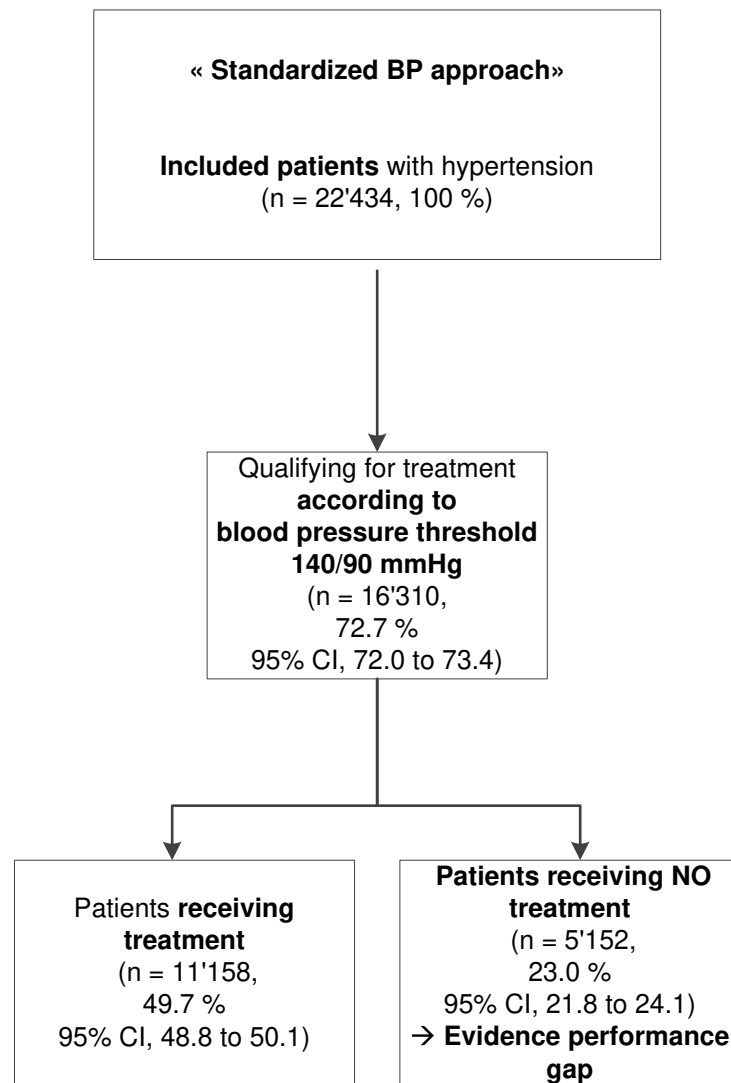 « Standardized BP approach»
Included patients with hypertension
(n = 22'434, 100 %)
Qualifying for treatment
according to
blood pressure threshold
140/90 mmHg
(n = 16'310,
72.7 %
95% CI, 72.0 to 73.4)
Patients receiving
treatment
(n = 11'158,
49.7 %
95% CI, 48.8 to 50.1)
Patients receiving NO
treatment
(n = 5'152,
23.0 %
95% CI, 21.8 to 24.1)
→ Evidence performance
gap